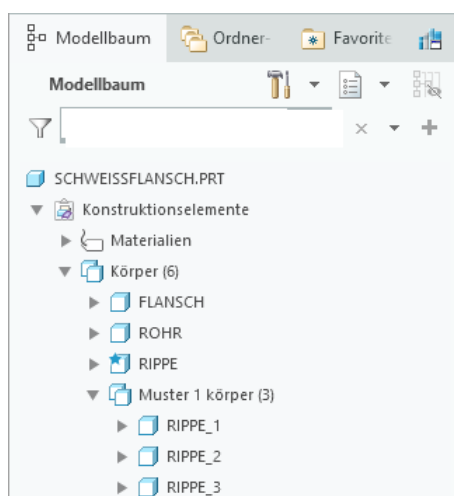 Modellbaum Ordner- Favorite
Modellbaum
SCHWEISSFLANSCH.PRT
Konstruktionselemente
Materialien
Körper (6)
FLANSCH
ROHR
RIPPE
Muster 1 körper (3)
RIPPE_1
RIPPE_2
RIPPE_3